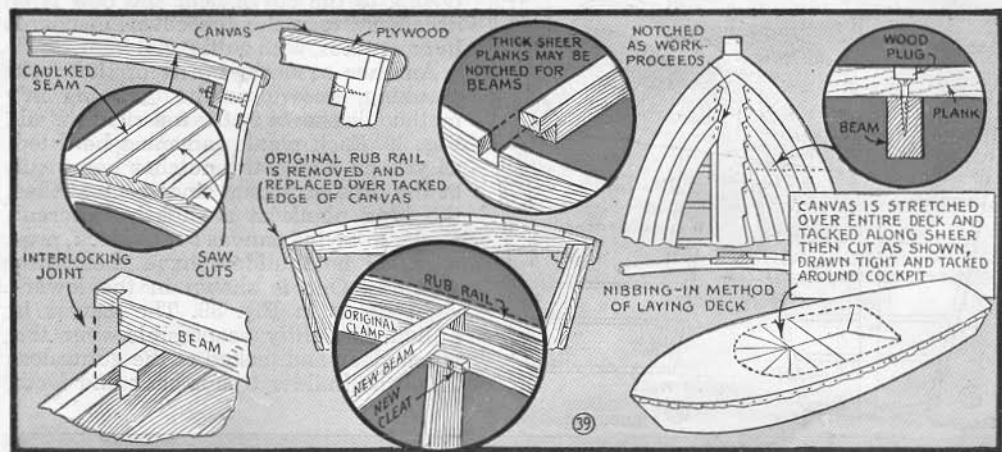 CANVAS
PLYWOOD
CAULKED
SEAM
SAW
CUTS
THICK SHEER
PLANKS MAY BE
NOTCHED FOR
BEAMS
NOTCHED
AS WORK
PROCEEDS
WOOD
PLUG
PLANK
BEAM
ORIGINAL RUB RAIL
IS REMOVED AND
REPLACED OVER TACKED
EDGE OF CANVAS
CANVAS IS STRETCHED
OVER ENTIRE DECK AND
TACKED ALONG SHEER
THEN CUT AS SHOWN,
DRAWN TIGHT AND TACKED
AROUND COCKPIT
NIBBING-IN METHOD
OF LAYING DECK
INTERLOCKING
JOINT
BEAM
RUB RAIL
ORIGINAL
CLAMP
NEW BEAM
NEW
CLEAT
39